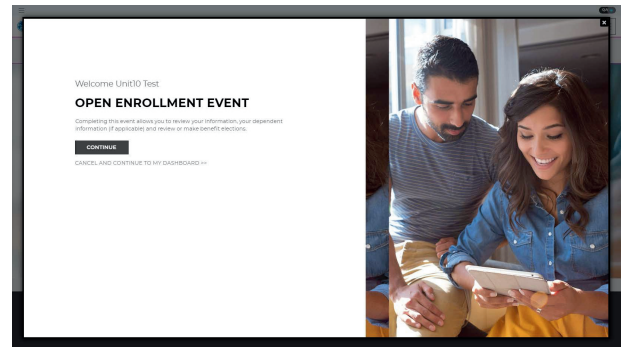 Welcome Unit10 Test
OPEN ENROLLMENT EVENT
Completing this event allows you to review your information, your dependent
information (if applicable) and review or make benefit elections.
CONTINUE
CANCEL AND CONTINUE TO MY DASHBOARD >>